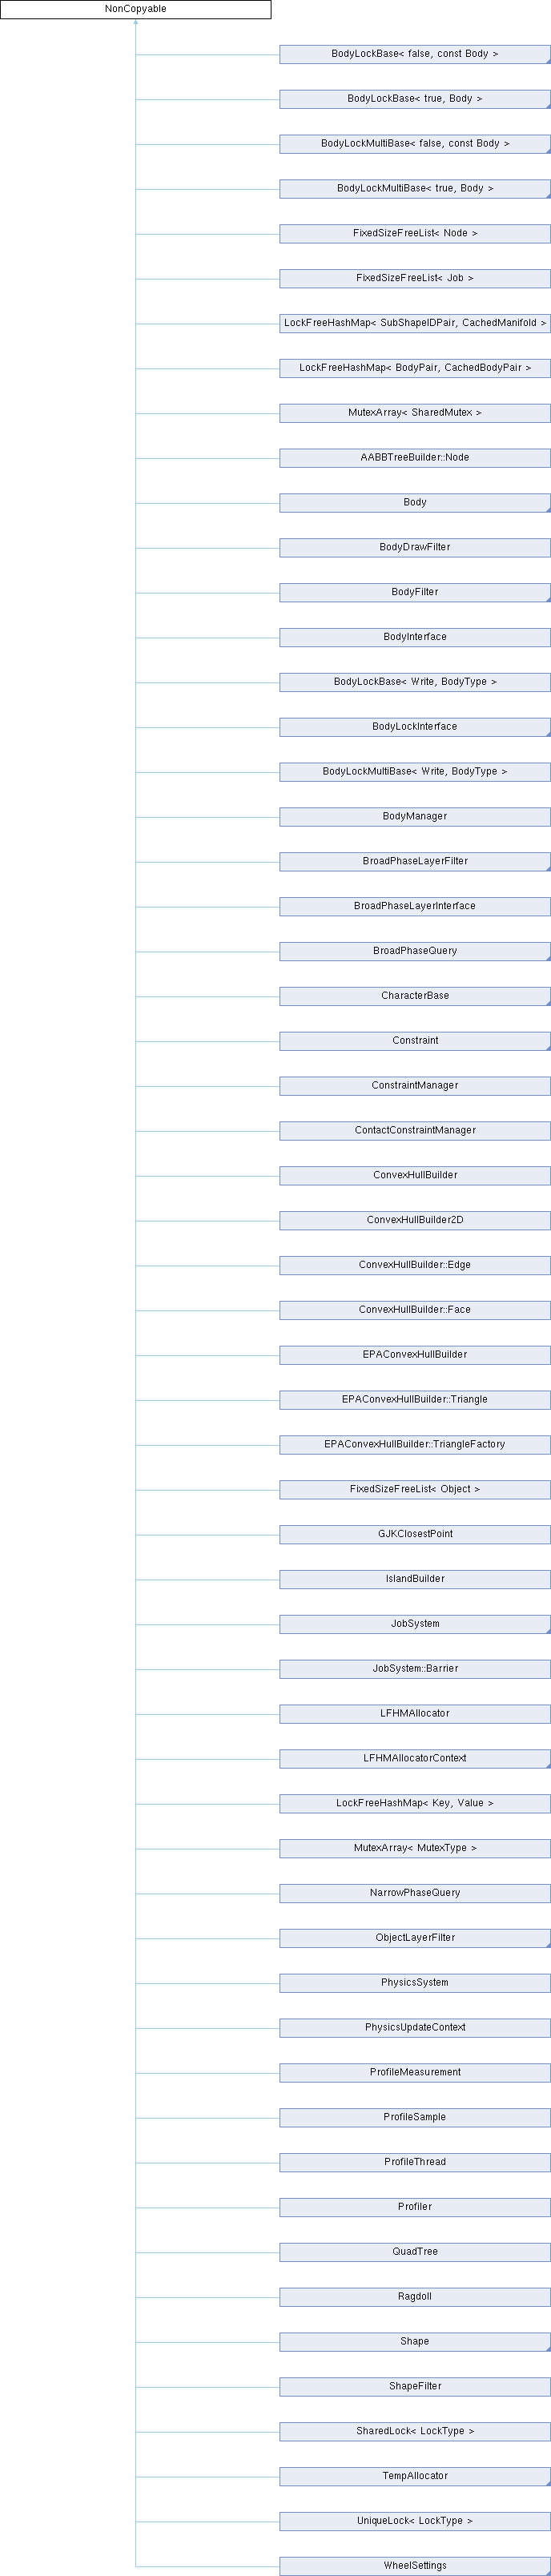 NonCopyable
BodyLockBase< false, const Body >
BodyLockBase< true, Body >
BodyLockMultiBase< false, const Body >
BodyLockMultiBase< true, Body >
FixedSizeFreeList< Node >
FixedSizeFreeList< Job >
LockFreeHashMap< SubShapeIDPair, CachedManifold >
LockFreeHashMap< BodyPair, CachedBodyPair >
MutexArray< SharedMutex >
AABBTreeBuilder::Node
Body
BodyDrawFilter
BodyFilter
BodyInterface
BodyLockBase< Write, BodyType >
BodyLockInterface
BodyLockMultiBase< Write, BodyType >
BodyManager
BroadPhaseLayerFilter
BroadPhaseLayerInterface
BroadPhaseQuery
CharacterBase
Constraint
ConstraintManager
ContactConstraintManager
ConvexHullBuilder
ConvexHullBuilder2D
ConvexHullBuilder::Edge
ConvexHullBuilder::Face
EPAConvexHullBuilder
EPAConvexHullBuilder::Triangle
EPAConvexHullBuilder::TriangleFactory
FixedSizeFreeList< Object >
GJKClosestPoint
IslandBuilder
JobSystem
JobSystem::Barrier
LFHMAllocator
LFHMAllocatorContext
LockFreeHashMap< Key, Value >
MutexArray< MutexType >
NarrowPhaseQuery
ObjectLayerFilter
PhysicsSystem
PhysicsUpdateContext
ProfileMeasurement
ProfileSample
ProfileThread
Profiler
QuadTree
Ragdoll
Shape
ShapeFilter
SharedLock< LockType >
TempAllocator
UniqueLock< LockType >
WheelSettings